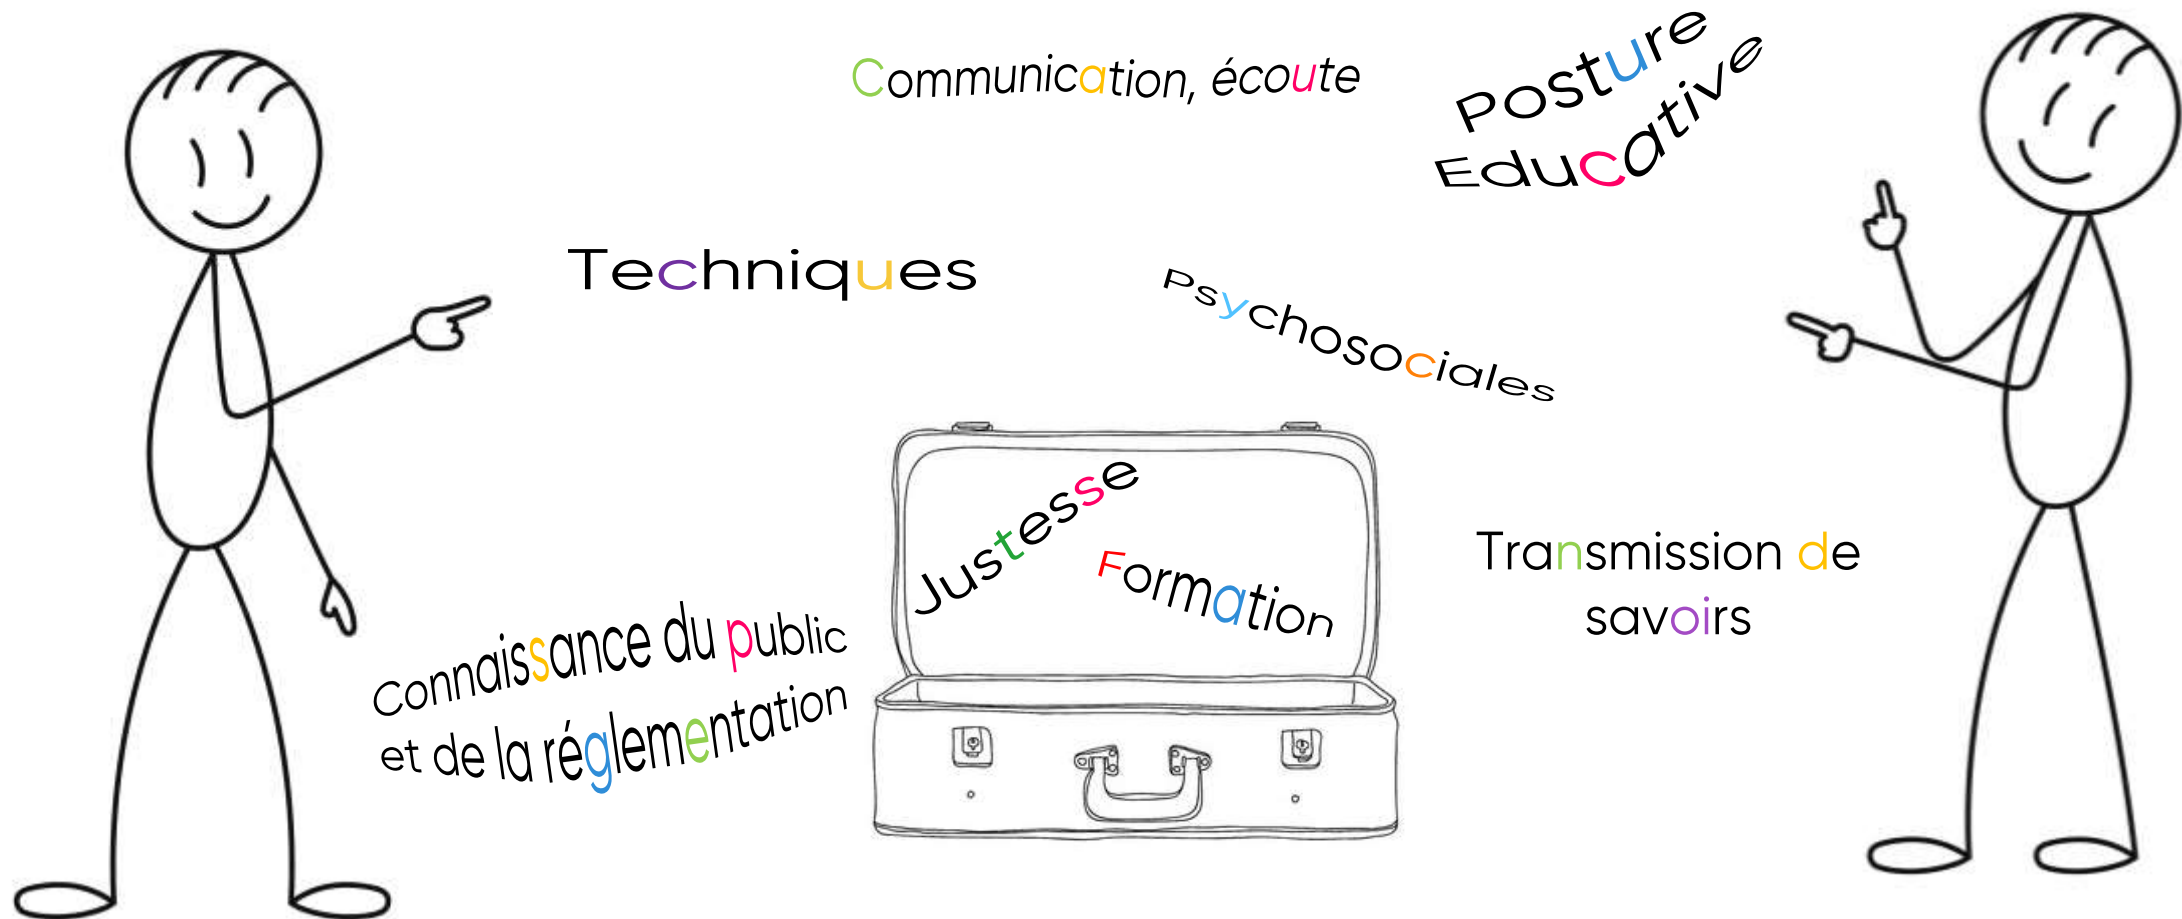 Communication, écoute
Posture
Educative
Techniques
Psychosociales
Justesse
Formation
Transmission de
savoirs
Connaissance du public
et de la réglementation